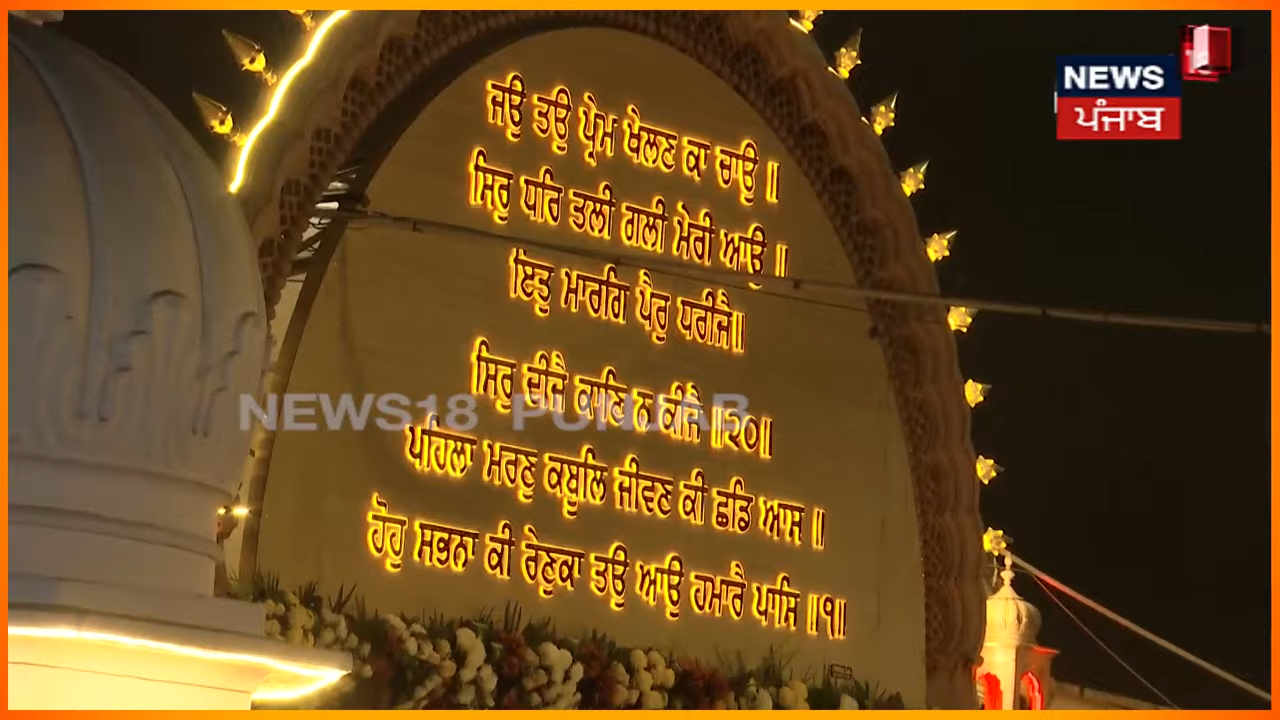 ਜਉ ਤਉ ਪ੍ਰੇਮ ਖੇਲਣ ਕਾ ਚਾਉ ॥
ਸਿਰੁ ਧਰਿ ਤਲੀ ਗਲੀ ਮੇਰੀ ਆਉ ॥
ਇਤੁ ਮਾਰਗਿ ਪੈਰੁ ਧਰੀਜੈ॥
ਸਿਰੁ ਦੀਜੈ ਕਾਣਿ ਨ ਕੀਜੈ ॥੨੦॥
ਪਹਿਲਾ ਮਰਣੁ ਕਬੂਲਿ ਜੀਵਣ ਕੀ ਛਡਿ ਆਸ ॥
ਹੋਹੁ ਸਭਨਾ ਕੀ ਰੇਣੁਕਾ ਤਉ ਆਉ ਹਮਾਰੈ ਪਾਸਿ ॥੧॥
NEWS
ਪੰਜਾਬ
NEWS18 PUNJAB